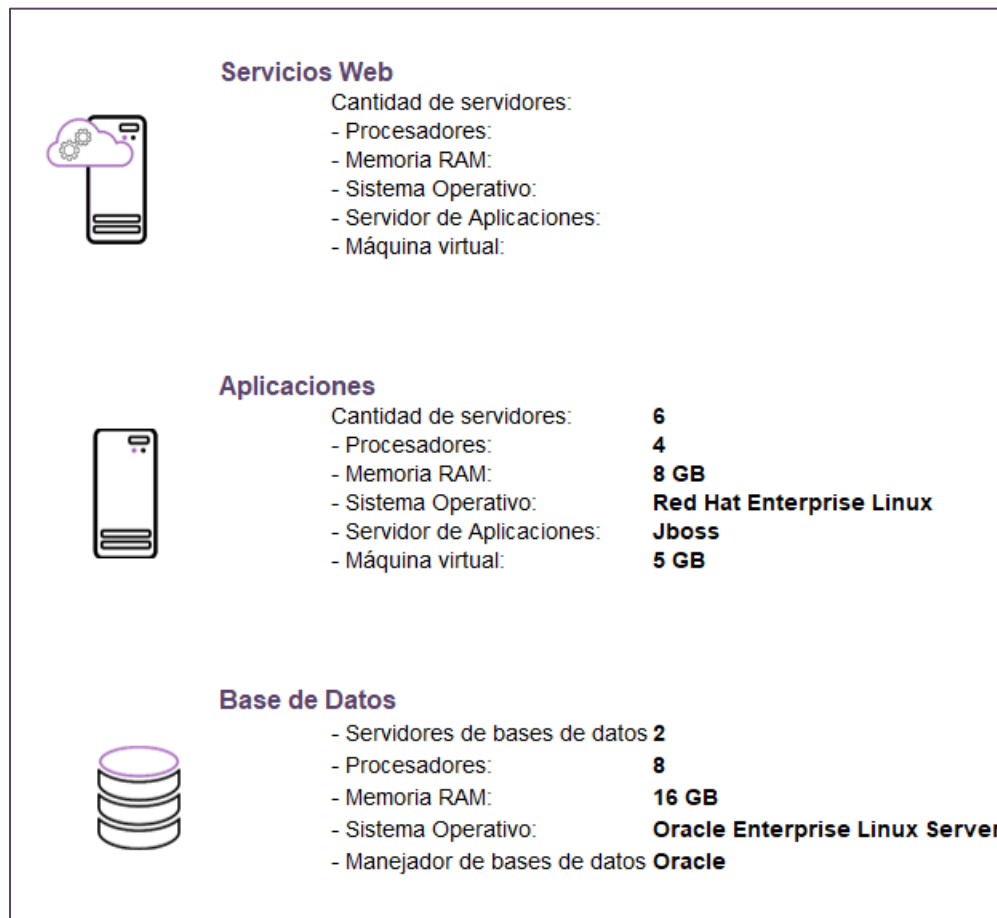 Servicios Web
Cantidad de servidores:
- Procesadores:
- Memoria RAM:
- Sistema Operativo:
- Servidor de Aplicaciones:
- Máquina virtual:
Aplicaciones
Cantidad de servidores: 6
- Procesadores: 4
- Memoria RAM: 8 GB
- Sistema Operativo: Red Hat Enterprise Linux
- Servidor de Aplicaciones: Jboss
- Máquina virtual: 5 GB
Base de Datos
- Servidores de bases de datos 2
- Procesadores: 8
- Memoria RAM: 16 GB
- Sistema Operativo: Oracle Enterprise Linux Server
- Manejador de bases de datos Oracle